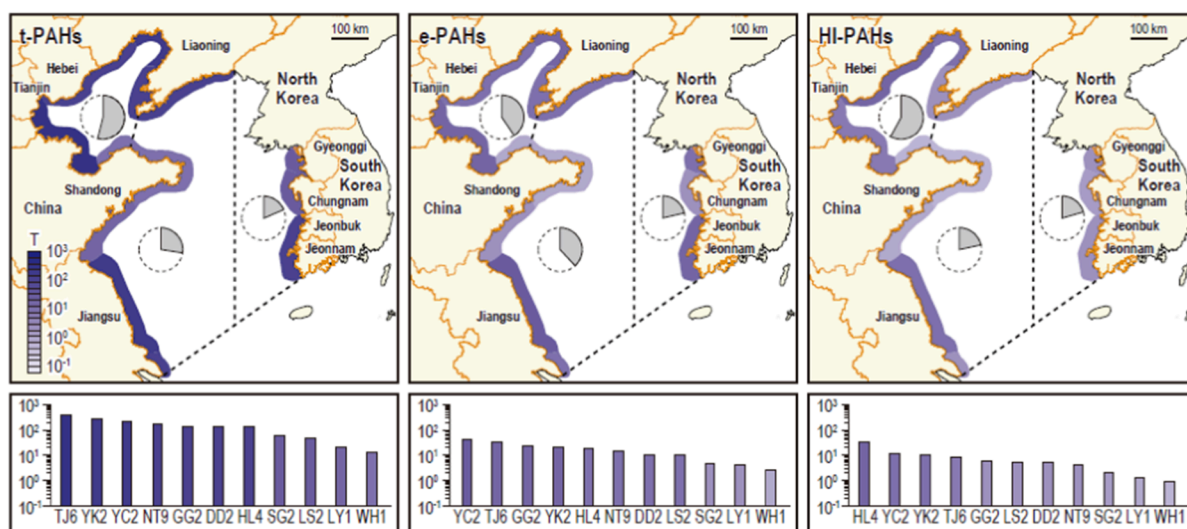 t-PAHs
100 km
Liaoning
Hebei
Tianjin
North
Korea
Gyeonggi
South
Korea
Shandong
China
Chungnam
Jeonbuk
Jeonnam
Jiangsu
T
10³
10²
10¹
10⁰
10⁻¹
e-PAHs
100 km
Liaoning
Hebei
Tianjin
North
Korea
Gyeonggi
South
Korea
Shandong
China
Chungnam
Jeonbuk
Jeonnam
Jiangsu
HI-PAHs
100 km
Liaoning
Hebei
Tianjin
North
Korea
Gyeonggi
South
Korea
Shandong
China
Chungnam
Jeonbuk
Jeonnam
Jiangsu
10³
10²
10¹
10⁰
10⁻¹
TJ6 YK2 YC2 NT9 GG2 DD2 HL4 SG2 LS2 LY1 WH1
10³
10²
10¹
10⁰
10⁻¹
YC2 TJ6 GG2 YK2 HL4 NT9 DD2 LS2 SG2 LY1 WH1
10³
10²
10¹
10⁰
10⁻¹
HL4 YC2 YK2 TJ6 GG2 LS2 DD2 NT9 SG2 LY1 WH1